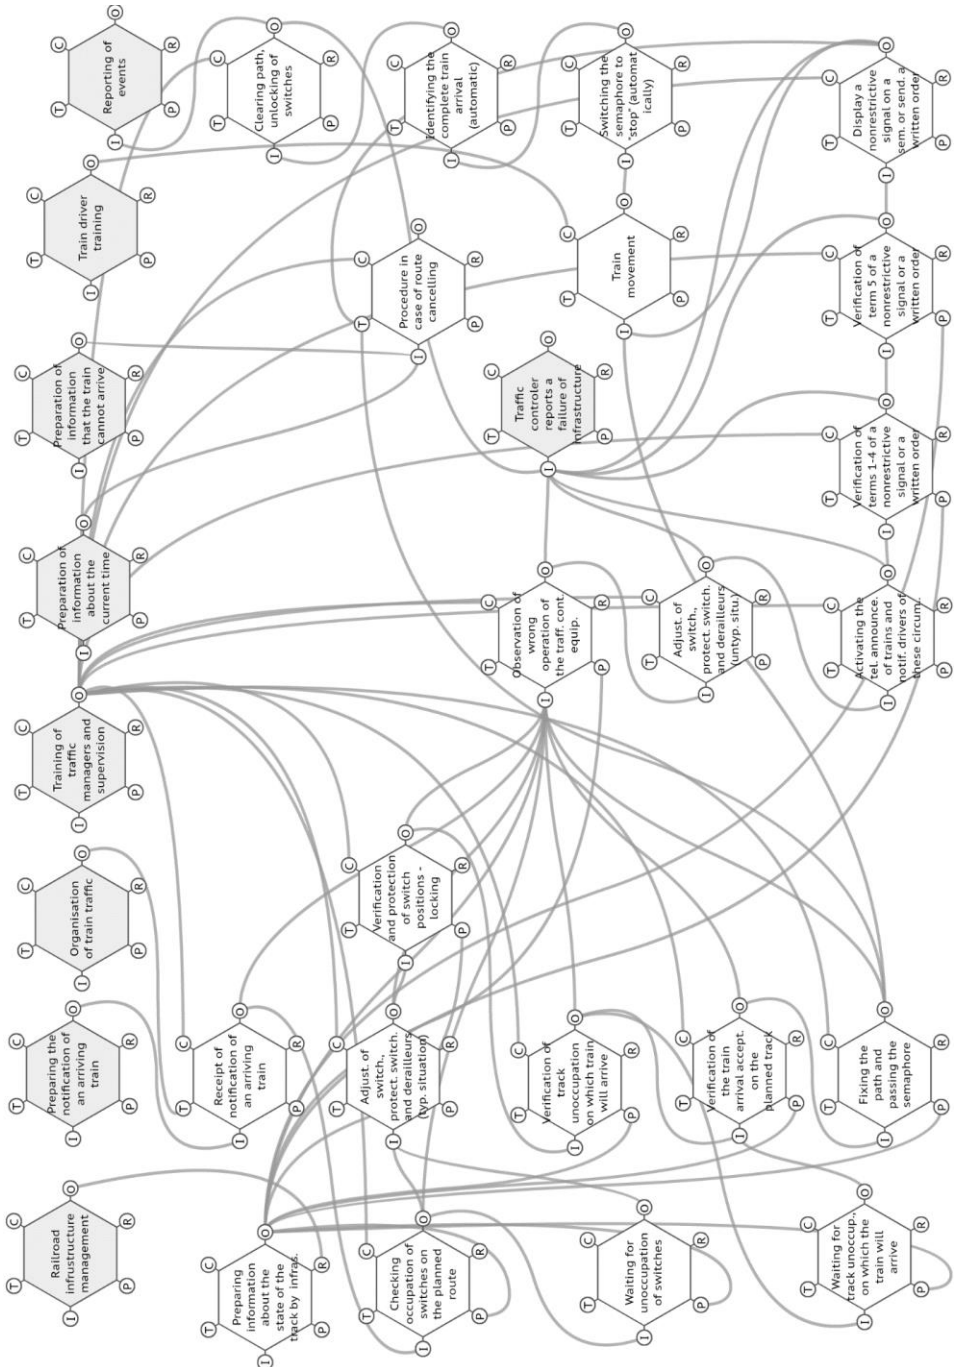 T C
Reporting of
events
I O
P R
T C
Clearing path,
unlocking of
switches
I O
P R
T C
Identifying the
complete train
arrival
(automatic)
I O
P R
T C
Switching the
semaphore to
"stop" (automat
ically)
I O
P R
T C
Display a
nonrestrictive
signal on a
sem. or send. a
written order
I O
P R
T C
Train driver
training
I O
P R
T C
Procedure in
case of route
cancelling
I O
P R
T C
Train
movement
I O
P R
T C
Verification of
term 5 of a
nonrestrictive
signal or a
written order
I O
P R
T C
Preparation of
information
that the train
cannot arrive
I O
P R
T C
Traffic
controler
reports a
failure of
infrastructure
I O
P R
T C
Verification of
terms 1-4 of a
nonrestrictive
signal or a
written order
I O
P R
T C
Preparation of
information
about the
current time
I O
P R
T C
Observation of
wrong
operation of
the traff. cont.
equip.
I O
P R
T C
Adjust. of
switch.,
protect. switch.
and derailleurs
(untyp. situ.)
I O
P R
T C
Activating the
tel. announce.
of trains and
notif. drivers of
these circum..
I O
P R
T C
Training of
traffic
managers and
supervision
I O
P R
T C
Organisation
of train traffic
I O
P R
T C
Verification
and protection
of switch
positions -
locking
I O
P R
T C
Preparing the
notification of
an arriving
train
I O
P R
T C
Receipt of
notification of
an arriving
train
I O
P R
T C
Adjust. of
switch.,
protect. switch.
and derailleurs
(typ. situation)
I O
P R
T C
Verification of
track
unoccupation
on which train
will arrive
I O
P R
T C
Verification of
the train
arrival accept.
on the
planned track
I O
P R
T C
Fixing the
path and
passing the
semaphore
I O
P R
T C
Railroad
infrustructure
management
I O
P R
T C
Preparing
information
about the
state of the
track by infras.
I O
P R
T C
Checking
occupation of
switches on
the planned
route
I O
P R
T C
Waiting for
unoccupation
of switches
I O
P R
T C
Waiting for
track unoccup.,
on which the
train will
arrive
I O
P R